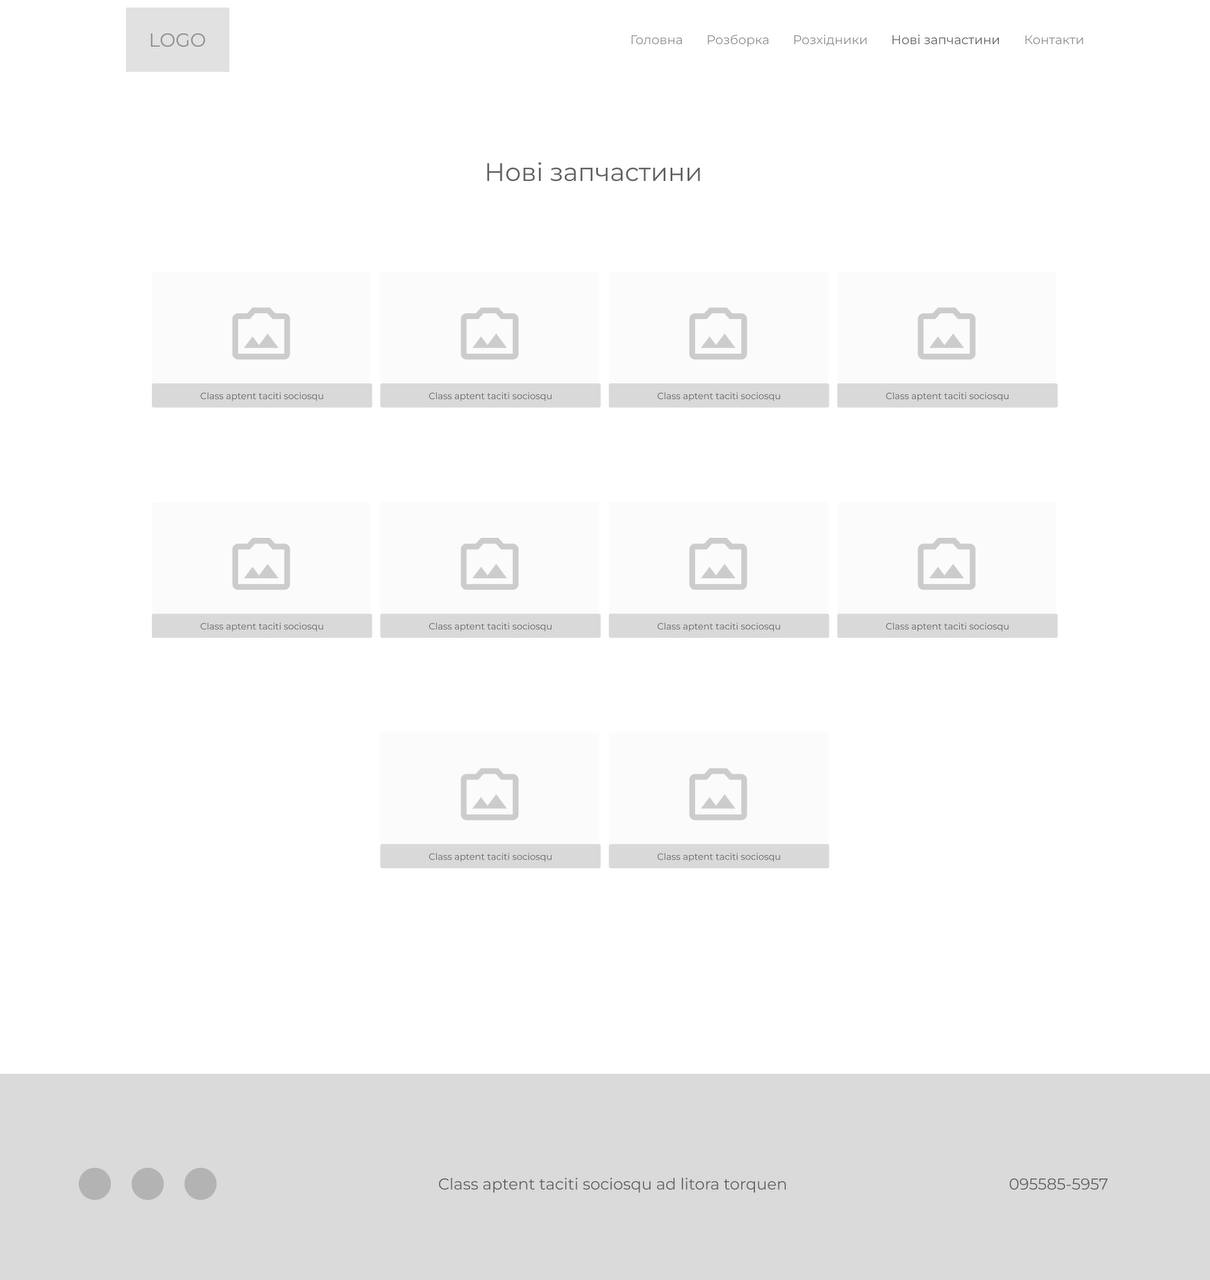 LOGO
Головна Розборка Розхідники Нові запчастини Контакти
Нові запчастини
Class aptent taciti sociosqu Class aptent taciti sociosqu Class aptent taciti sociosqu Class aptent taciti sociosqu
Class aptent taciti sociosqu Class aptent taciti sociosqu Class aptent taciti sociosqu Class aptent taciti sociosqu
Class aptent taciti sociosqu Class aptent taciti sociosqu
Class aptent taciti sociosqu ad litora torquen
095585-5957